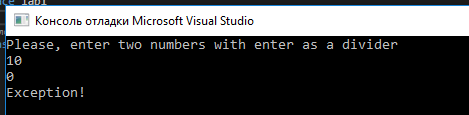 Консоль отладки Microsoft Visual Studio
Please, enter two numbers with enter as a divider
10
0
Exception!